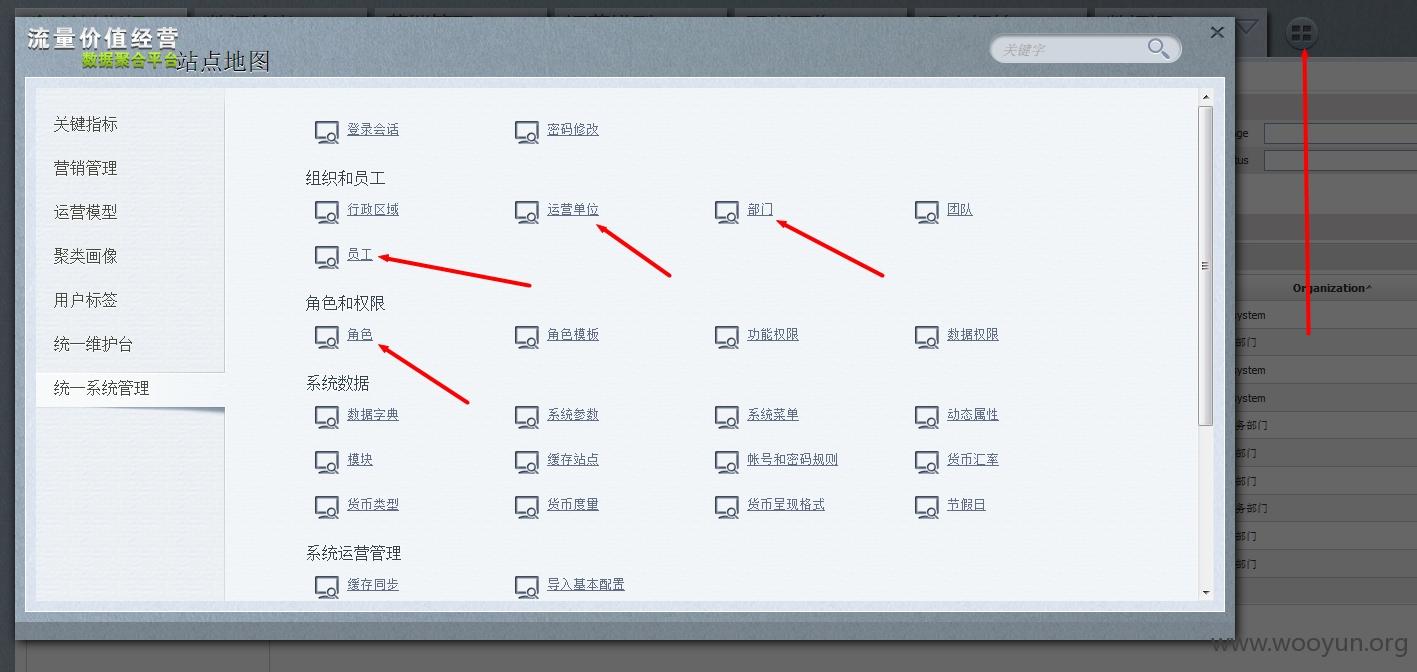 流量价值经营
数据聚合平台 站点地图
关键字
关键指标
营销管理
运营模型
聚类画像
用户标签
统一维护台
统一系统管理
登录会话 密码修改
组织和员工
行政区域 运营单位 部门 团队
员工
角色和权限
角色 角色模板 功能权限 数据权限
系统数据
数据字典 系统参数 系统菜单 动态属性
模块 缓存站点 帐号和密码规则 货币汇率
货币类型 货币度量 货币呈现格式 节假日
系统运营管理
缓存同步 导入基本配置
ge
tus
Organization^
ystem
部门
ystem
ystem
务部门
部门
部门
务部门
部门
部门
www.wooyun.org